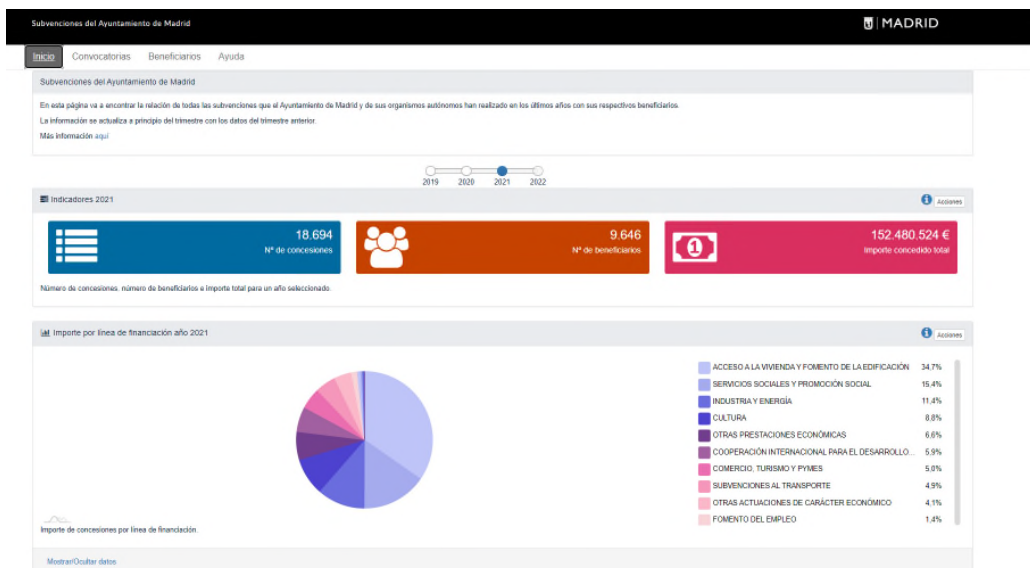 Subvenciones del Ayuntamiento de Madrid
MADRID
Inicio Convocatorias Beneficiarios Ayuda
Subvenciones del Ayuntamiento de Madrid
En esta página va a encontrar la relación de todas las subvenciones que el Ayuntamiento de Madrid y de sus organismos autónomos han realizado en los últimos años con sus respectivos beneficiarios.
La información se actualiza a principio del trimestre con los datos del trimestre anterior.
Más información aquí
2019 2020 2021 2022
Indicadores 2021
Acciones
18.694
Nº de concesiones
9.646
Nº de beneficiarios
1
152.480.524 €
Importe concedido total
Número de concesiones, número de beneficiarios e importe total para un año seleccionado.
Importe por línea de financiación año 2021
Acciones
ACCESO A LA VIVIENDA Y FOMENTO DE LA EDIFICACIÓN 34,7%
SERVICIOS SOCIALES Y PROMOCIÓN SOCIAL 15,4%
INDUSTRIA Y ENERGÍA 11,4%
CULTURA 8,8%
OTRAS PRESTACIONES ECONÓMICAS 6,6%
COOPERACIÓN INTERNACIONAL PARA EL DESARROLLO... 5,9%
COMERCIO, TURISMO Y PYMES 5,0%
SUBVENCIONES AL TRANSPORTE 4,9%
OTRAS ACTUACIONES DE CARÁCTER ECONÓMICO 4,1%
FOMENTO DEL EMPLEO 1,4%
Importe de concesiones por línea de financiación.
Mostrar/Ocultar datos